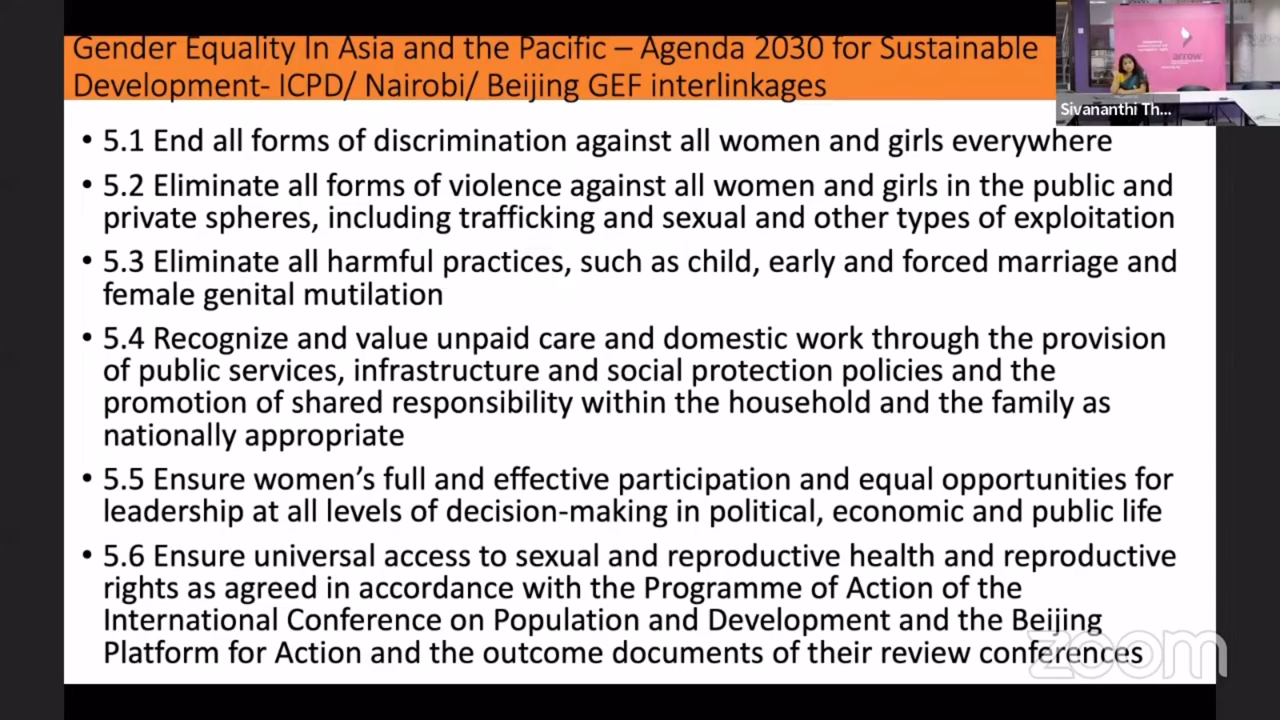 Gender Equality In Asia and the Pacific – Agenda 2030 for Sustainable
Development- ICPD/ Nairobi/ Beijing GEF interlinkages
arrow
Sivananthi Th...
• 5.1 End all forms of discrimination against all women and girls everywhere
• 5.2 Eliminate all forms of violence against all women and girls in the public and
private spheres, including trafficking and sexual and other types of exploitation
• 5.3 Eliminate all harmful practices, such as child, early and forced marriage and
female genital mutilation
• 5.4 Recognize and value unpaid care and domestic work through the provision
of public services, infrastructure and social protection policies and the
promotion of shared responsibility within the household and the family as
nationally appropriate
• 5.5 Ensure women’s full and effective participation and equal opportunities for
leadership at all levels of decision-making in political, economic and public life
• 5.6 Ensure universal access to sexual and reproductive health and reproductive
rights as agreed in accordance with the Programme of Action of the
International Conference on Population and Development and the Beijing
Platform for Action and the outcome documents of their review conferences
zoom